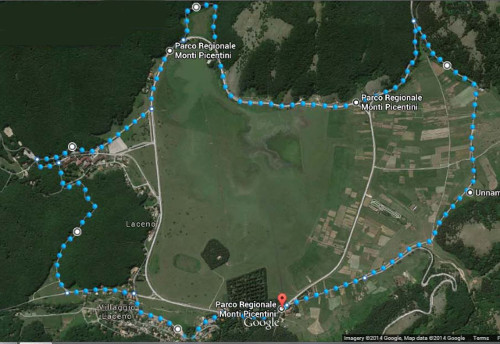 Parco Regionale
Monti Picentini
Parco Regionale
Monti Picentini
Unnam
Laceno
Villaggio
Laceno
Parco Regionale
Monti Picentini
Google
Imagery ©2014 Google, Map data ©2014 Google
Terms